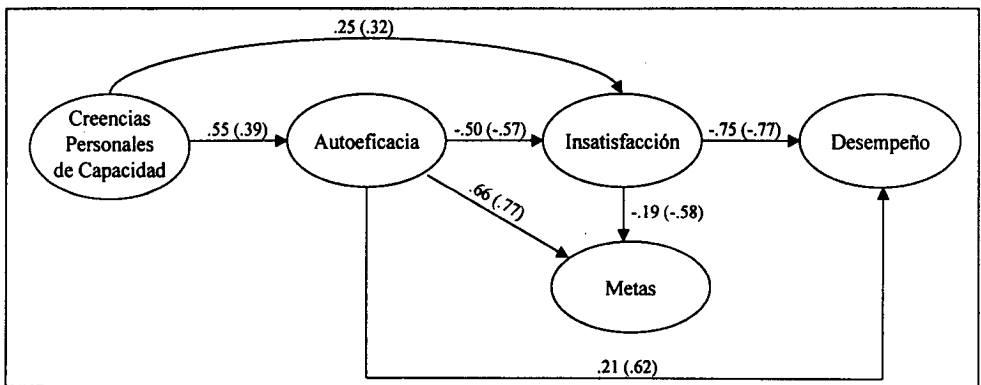 .25 (.32)
Creencias
Personales
de Capacidad
.55 (.39)
Autoeficacia
-.50 (-.57)
Insatisfacción
-.75 (-.77)
Desempeño
.66 (.77)
-.19 (-.58)
Metas
.21 (.62)